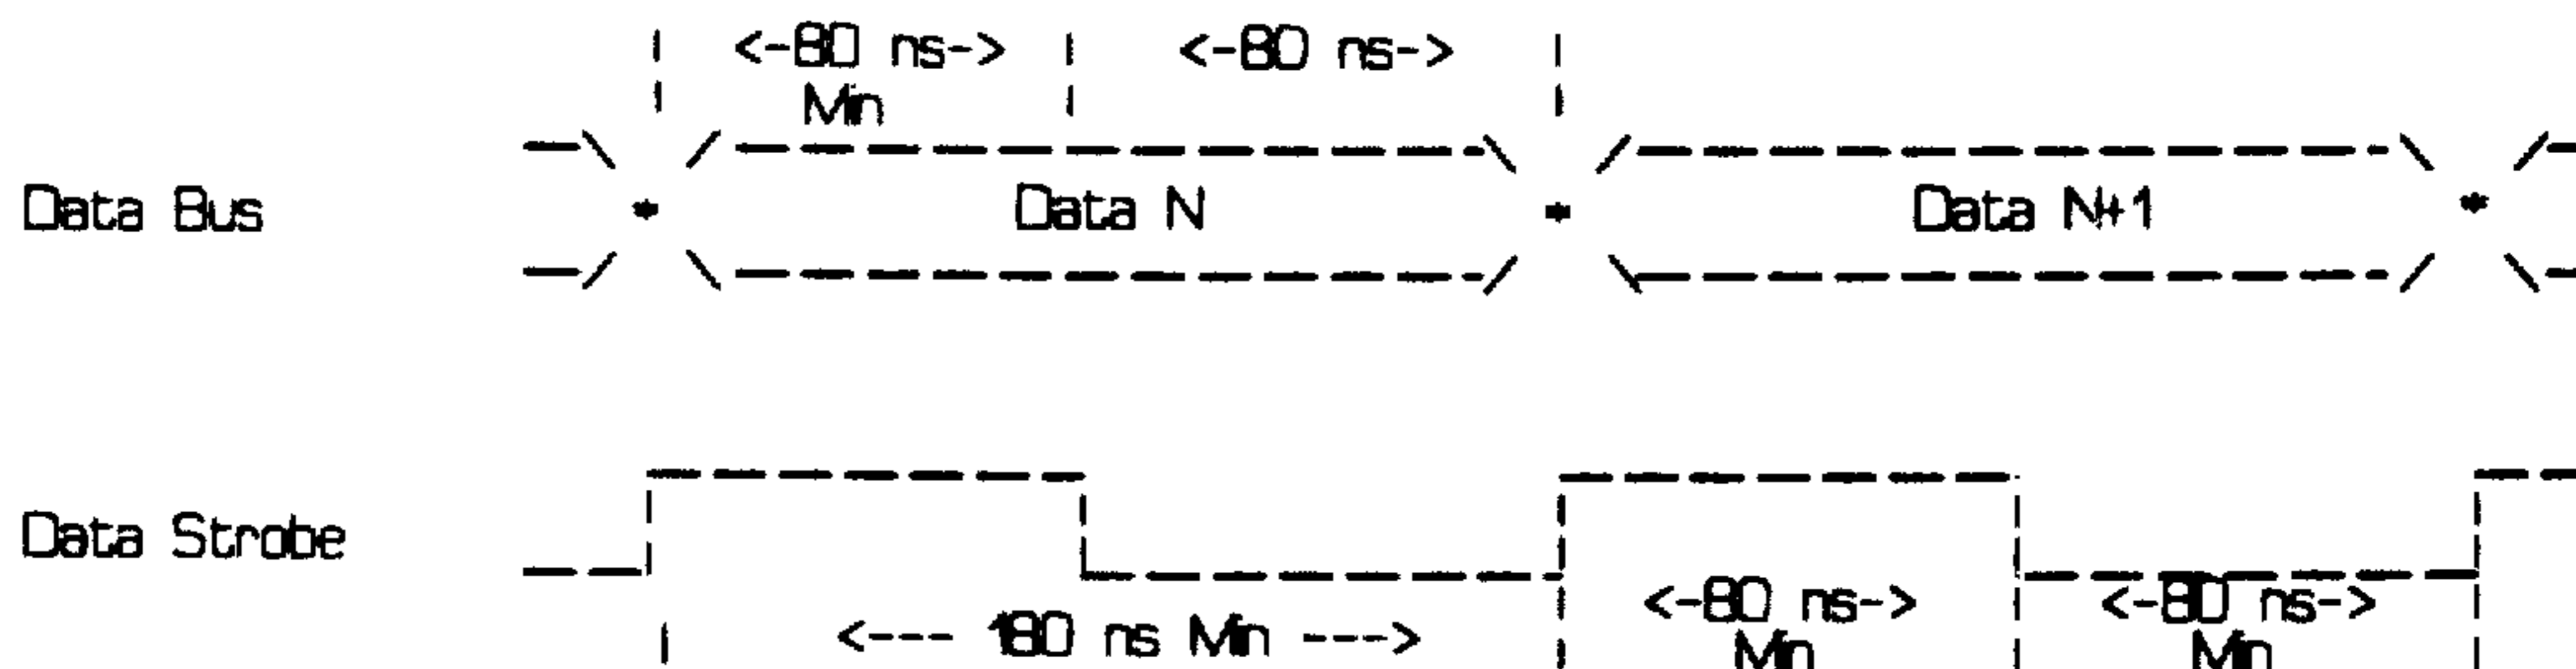 <-80 ns-> <-80 ns->
Min
Data Bus * Data N * Data N+1 *
Data Strobe
<--- 180 ns Min ---> <-80 ns-> <-80 ns->
Min Min